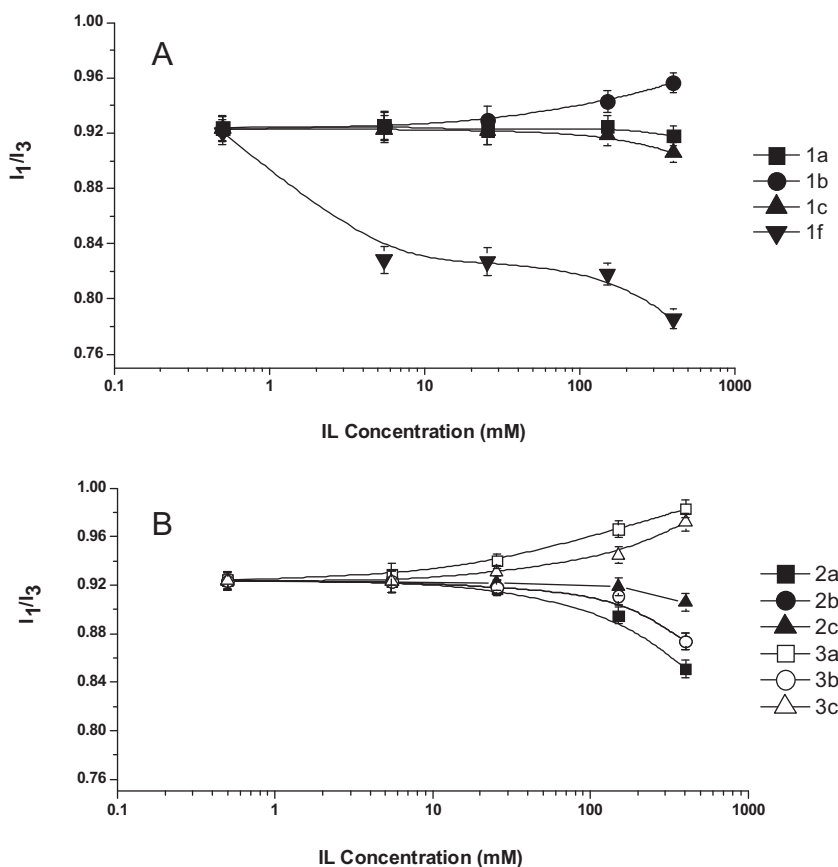 A
1.00
0.96
0.92
0.88
0.84
0.80
0.76
I1/I3
0.1 1 10 100 1000
IL Concentration (mM)
1a
1b
1c
1f
B
1.00
0.96
0.92
0.88
0.84
0.80
0.76
I1/I3
0.1 1 10 100 1000
IL Concentration (mM)
2a
2b
2c
3a
3b
3c